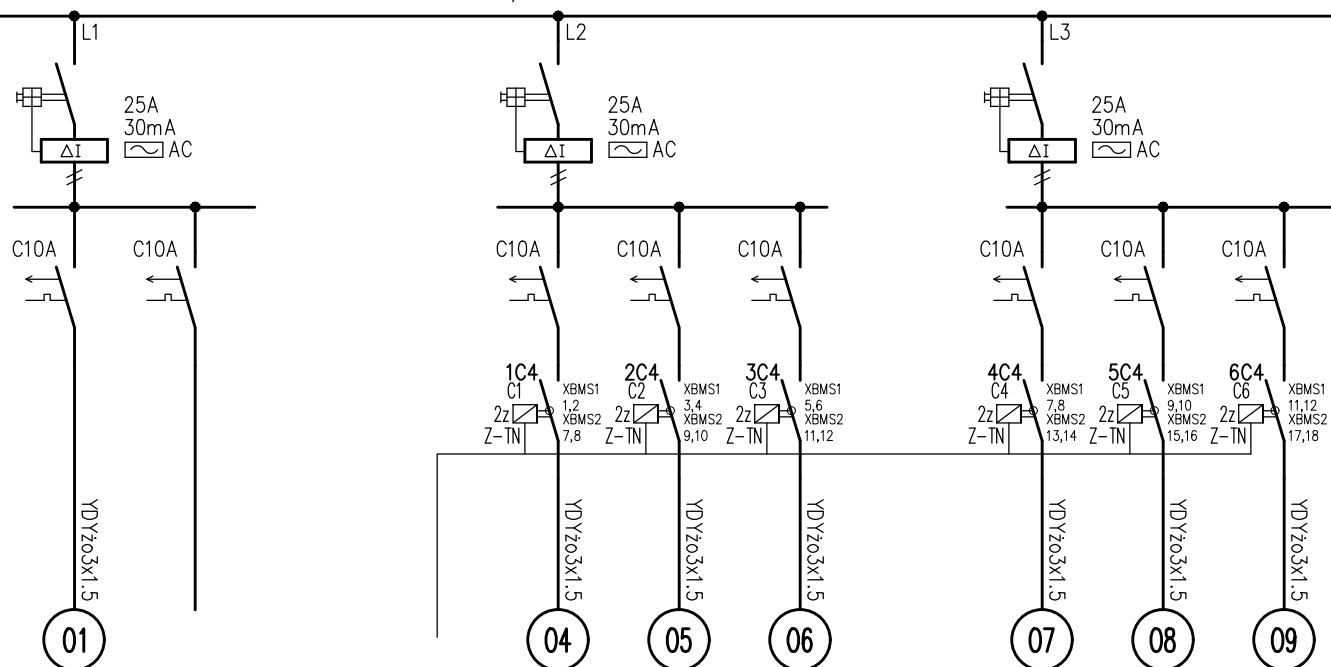 L1
L2
L3
25A
30mA
AC
ΔI
25A
30mA
AC
ΔI
25A
30mA
AC
ΔI
C10A
C10A
C10A
C10A
C10A
C10A
C10A
C10A
1C4
C1
2z
Z-TN
XBMS1
1,2
XBMS2
7,8
2C4
C2
2z
Z-TN
XBMS1
3,4
XBMS2
9,10
3C4
C3
2z
Z-TN
XBMS1
5,6
XBMS2
11,12
4C4
C4
2z
Z-TN
XBMS1
7,8
XBMS2
13,14
5C4
C5
2z
Z-TN
XBMS1
9,10
XBMS2
15,16
6C4
C6
2z
Z-TN
XBMS1
11,12
XBMS2
17,18
YDYżo3x1.5
YDYżo3x1.5
YDYżo3x1.5
YDYżo3x1.5
YDYżo3x1.5
YDYżo3x1.5
YDYżo3x1.5
01
04
05
06
07
08
09